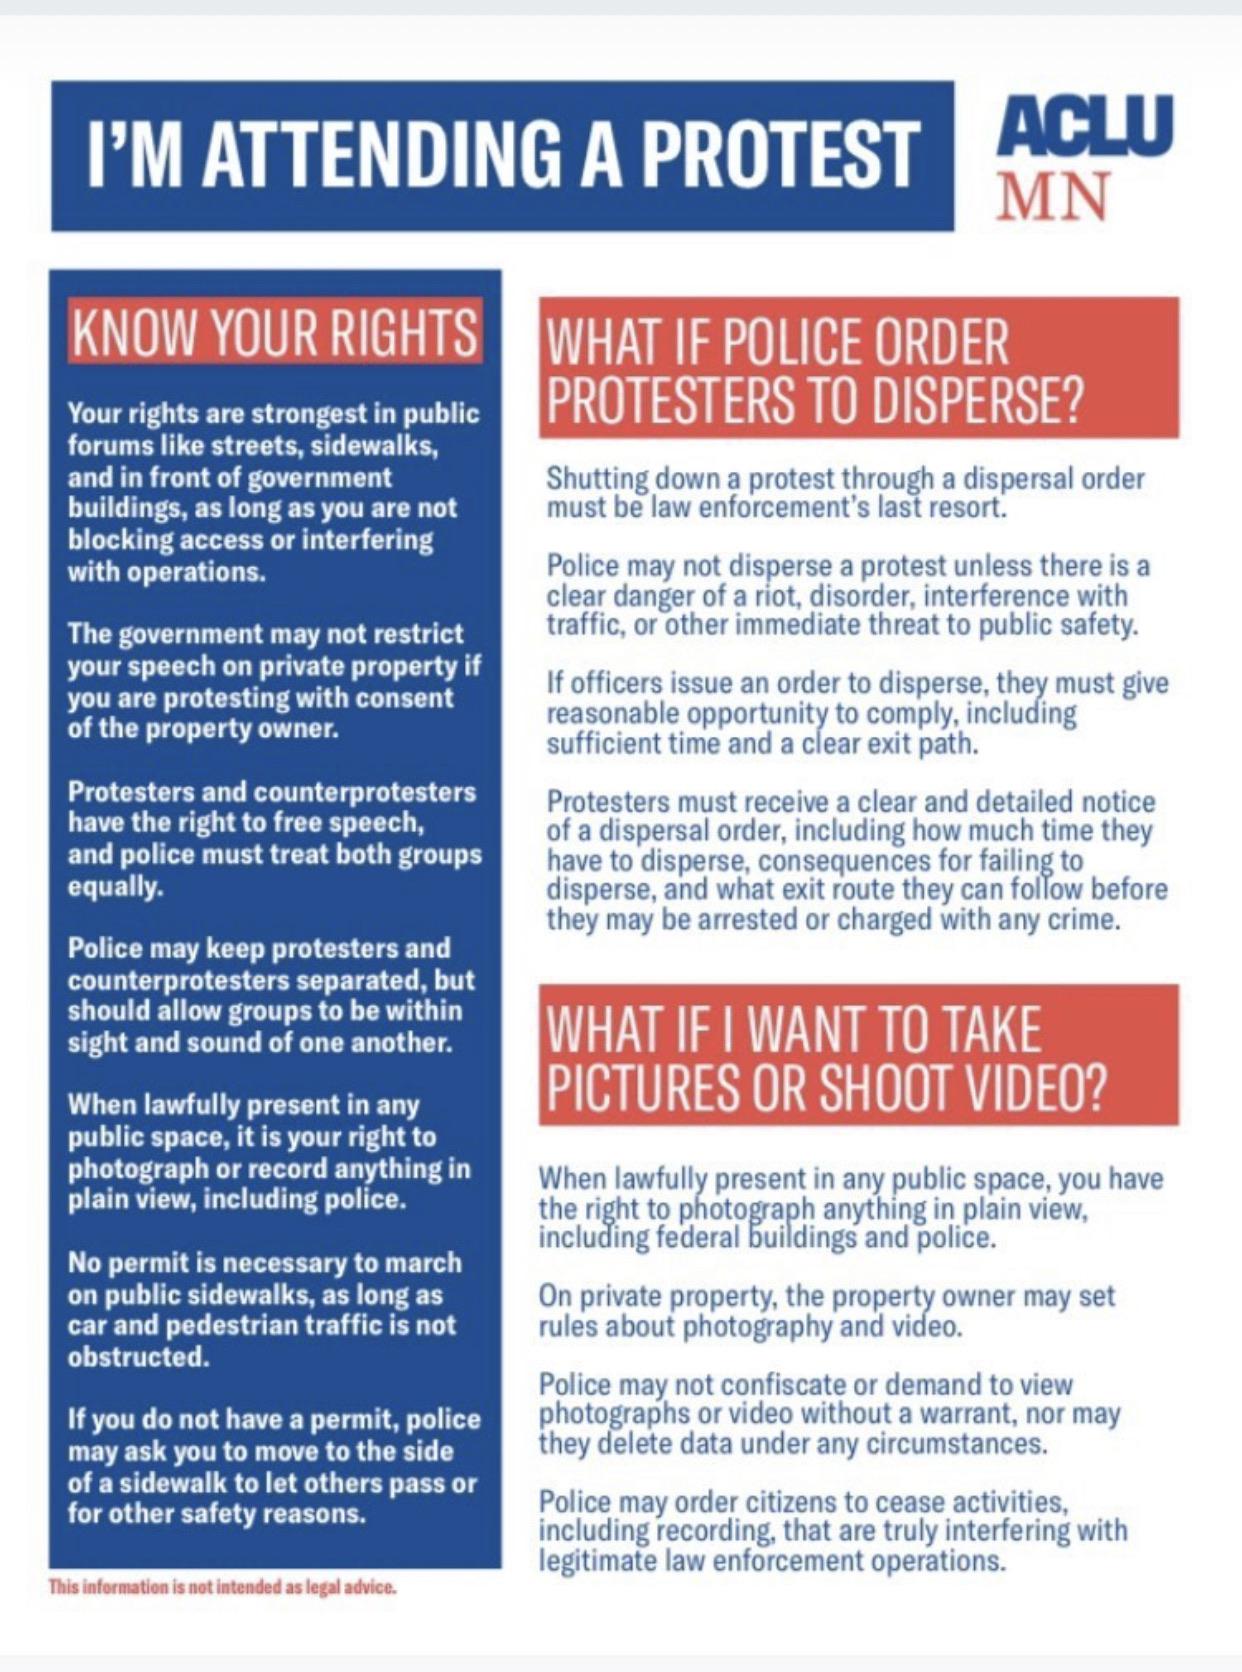 I'M ATTENDING A PROTEST
ACLU
MN
KNOW YOUR RIGHTS
Your rights are strongest in public
forums like streets, sidewalks,
and in front of government
buildings, as long as you are not
blocking access or interfering
with operations.
The government may not restrict
your speech on private property if
you are protesting with consent
of the property owner.
Protesters and counterprotesters
have the right to free speech,
and police must treat both groups
equally.
Police may keep protesters and
counterprotesters separated, but
should allow groups to be within
sight and sound of one another.
When lawfully present in any
public space, it is your right to
photograph or record anything in
plain view, including police.
No permit is necessary to march
on public sidewalks, as long as
car and pedestrian traffic is not
obstructed.
If you do not have a permit, police
may ask you to move to the side
of a sidewalk to let others pass or
for other safety reasons.
This information is not intended as legal advice.
WHAT IF POLICE ORDER
PROTESTERS TO DISPERSE?
Shutting down a protest through a dispersal order
must be law enforcement's last resort.
Police may not disperse a protest unless there is a
clear danger of a riot, disorder, interference with
traffic, or other immediate threat to public safety.
If officers issue an order to disperse, they must give
reasonable opportunity to comply, including
sufficient time and a clear exit path.
Protesters must receive a clear and detailed notice
of a dispersal order, including how much time they
have to disperse, consequences for failing to
disperse, and what exit route they can follow before
they may be arrested or charged with any crime.
WHAT IF I WANT TO TAKE
PICTURES OR SHOOT VIDEO?
When lawfully present in any public space, you have
the right to photograph anything in plain view,
including federal buildings and police.
On private property, the property owner may set
rules about photography and video.
Police may not confiscate or demand to view
photographs or video without a warrant, nor may
they delete data under any circumstances.
Police may order citizens to cease activities,
including recording, that are truly interfering with
legitimate law enforcement operations.